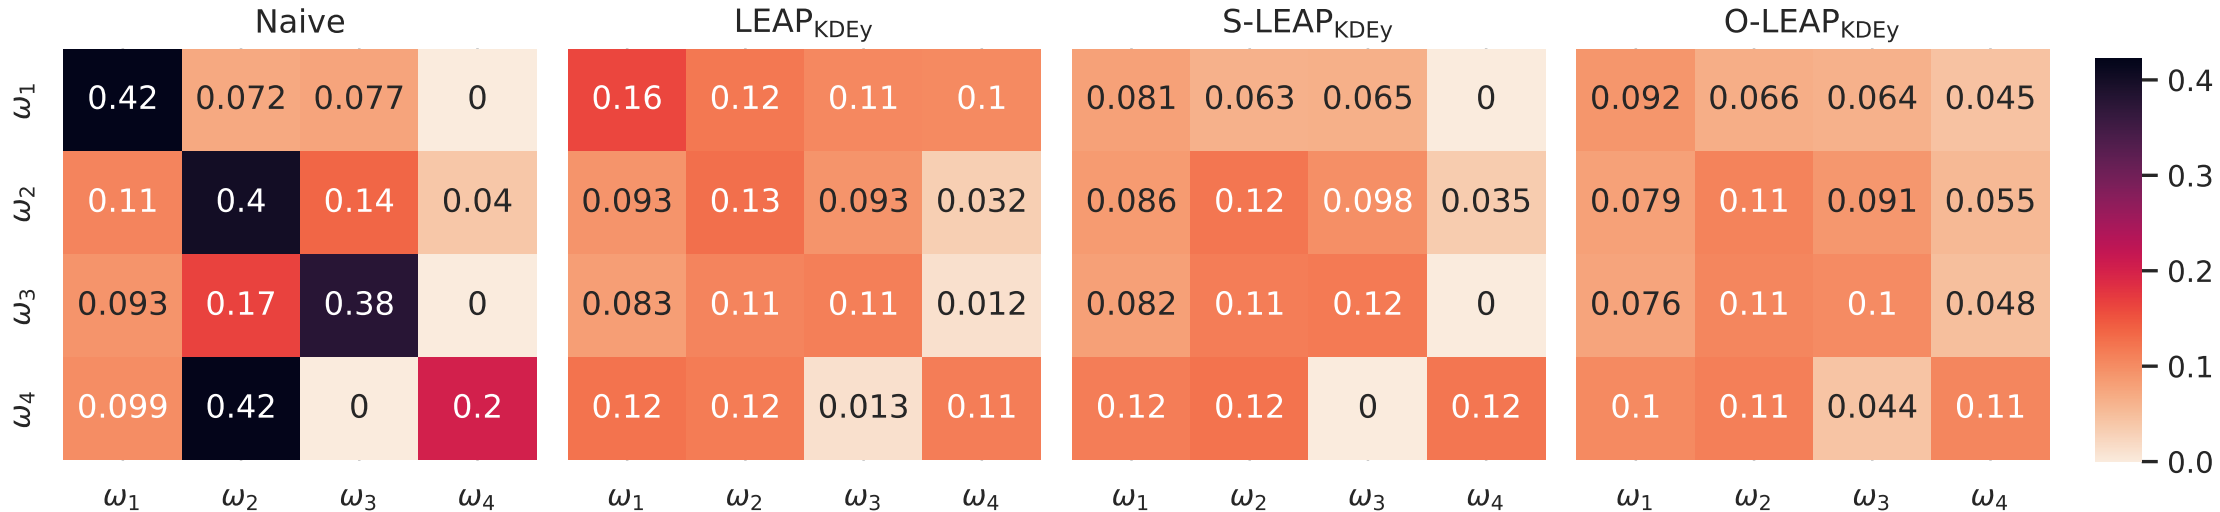 Naive LEAP_KDEy S-LEAP_KDEy O-LEAP_KDEy
ω₁ 0.42 0.072 0.077 0 0.16 0.12 0.11 0.1 0.081 0.063 0.065 0 0.092 0.066 0.064 0.045 0.4
ω₂ 0.11 0.4 0.14 0.04 0.093 0.13 0.093 0.032 0.086 0.12 0.098 0.035 0.079 0.11 0.091 0.055 0.3
ω₃ 0.093 0.17 0.38 0 0.083 0.11 0.11 0.012 0.082 0.11 0.12 0 0.076 0.11 0.1 0.048 0.2
ω₄ 0.099 0.42 0 0.2 0.12 0.12 0.013 0.11 0.12 0.12 0 0.12 0.1 0.11 0.044 0.11 0.1
0.0
ω₁ ω₂ ω₃ ω₄ ω₁ ω₂ ω₃ ω₄ ω₁ ω₂ ω₃ ω₄ ω₁ ω₂ ω₃ ω₄